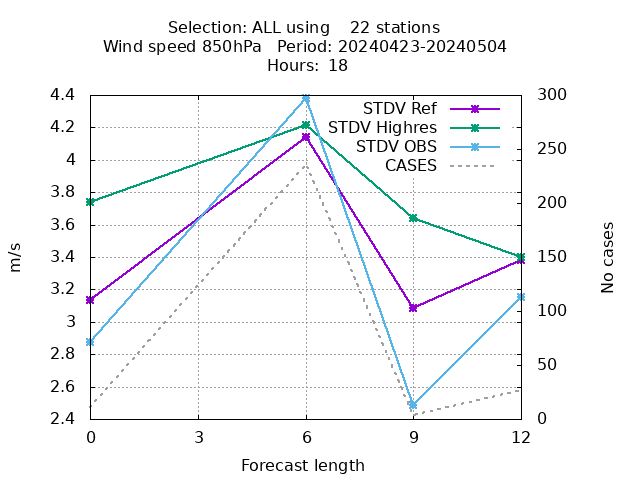 Selection: ALL using    22 stations
Wind speed 850hPa   Period: 20240423-20240504
Hours: 18
m/s
No cases
4.4
4.2
4
3.8
3.6
3.4
3.2
3
2.8
2.6
2.4
STDV Ref
STDV Highres
STDV OBS
CASES
300
250
200
150
100
50
0
0 3 6 9 12
Forecast length